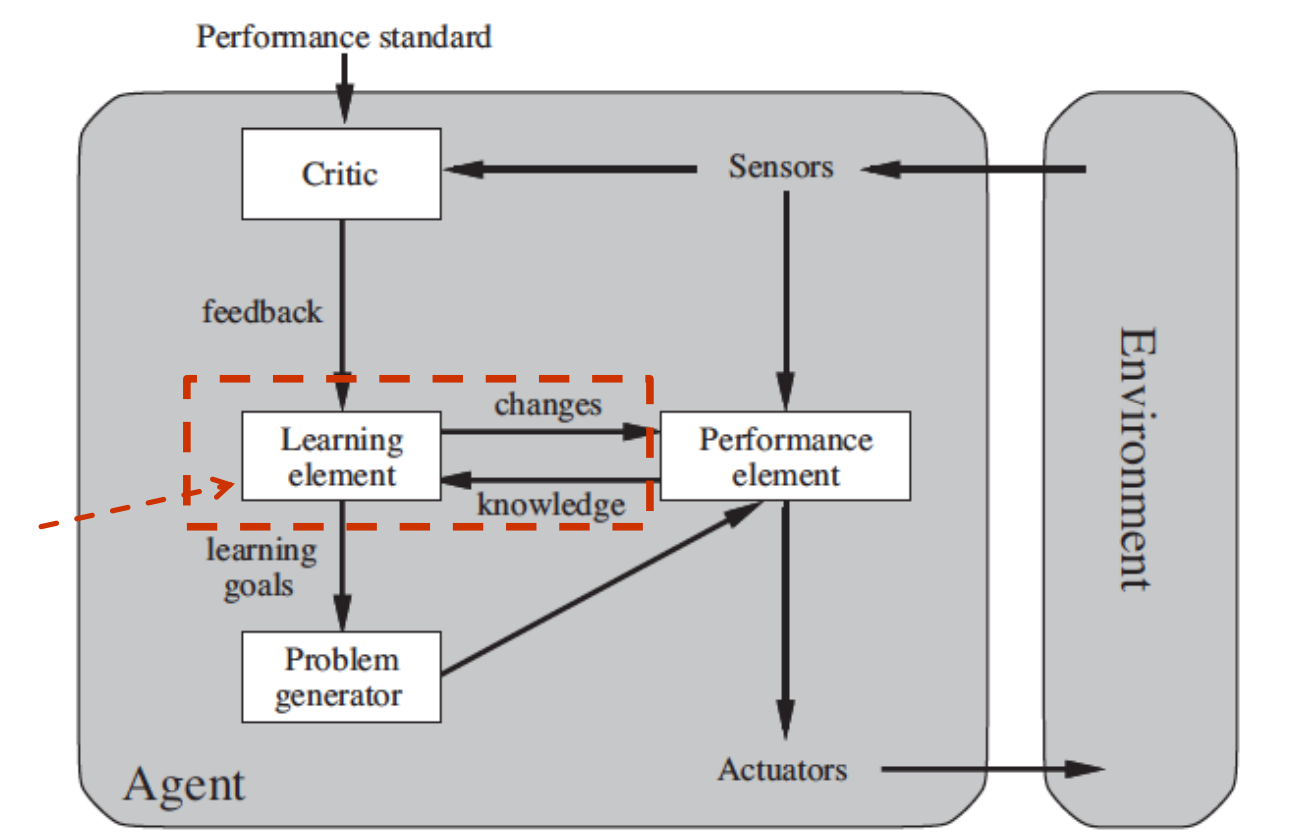 Performance standard
Critic
Sensors
feedback
changes
Learning
element
Performance
element
knowledge
learning
goals
Problem
generator
Agent
Actuators
Environment